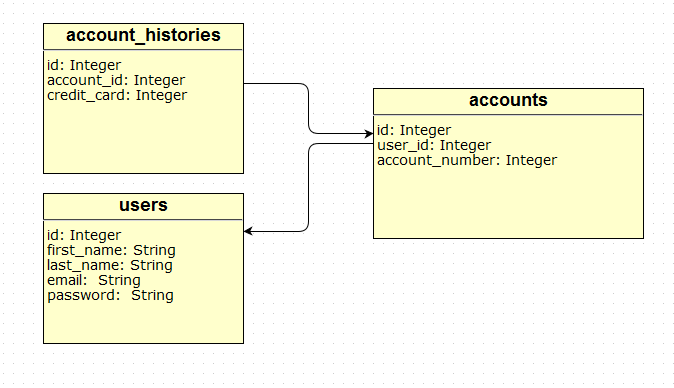 account_histories
id: Integer
account_id: Integer
credit_card: Integer
accounts
id: Integer
user_id: Integer
account_number: Integer
users
id: Integer
first_name: String
last_name: String
email:  String
password:  String